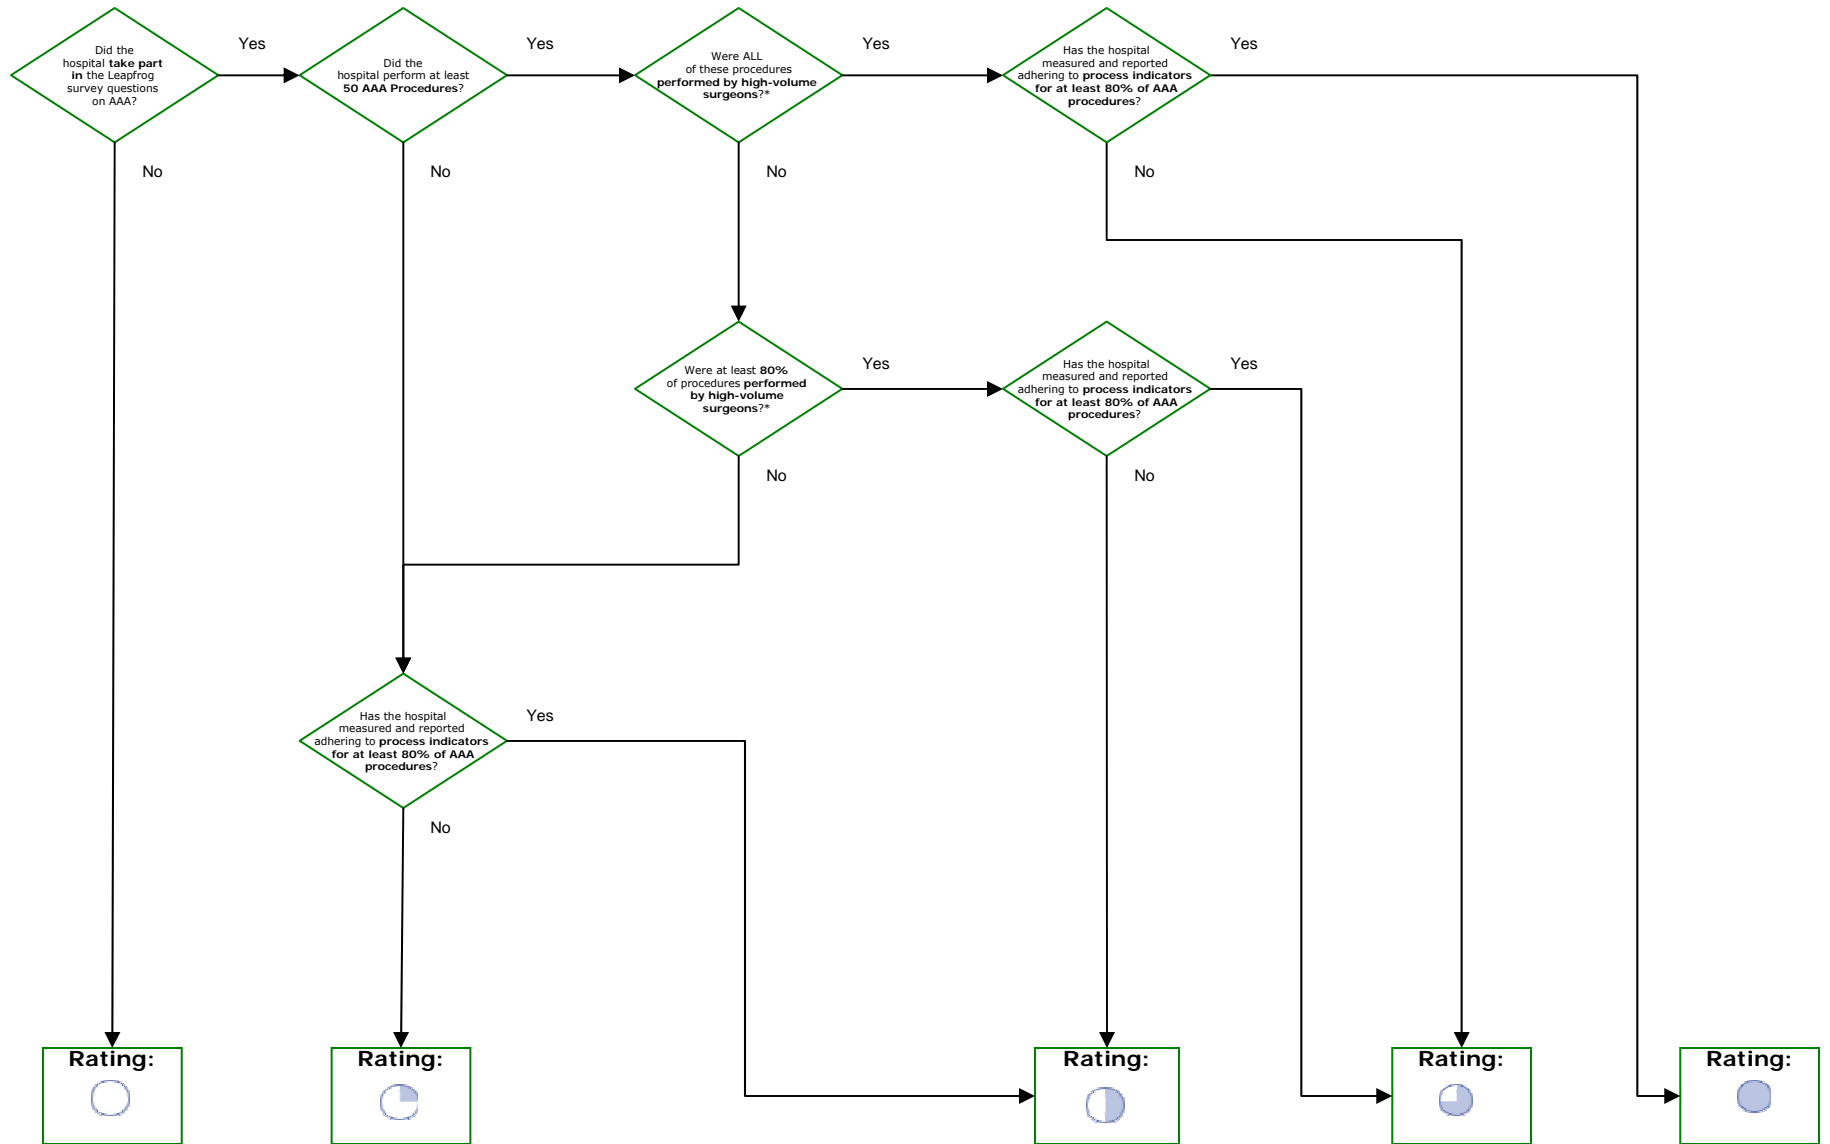 Did the
hospital take part
in the Leapfrog
survey questions
on AAA?
Yes
No
Did the
hospital perform at least
50 AAA Procedures?
Yes
No
Were ALL
of these procedures
performed by high-volume
surgeons?*
Yes
No
Has the hospital
measured and reported
adhering to process indicators
for at least 80% of AAA
procedures?
Yes
No
Were at least 80%
of procedures performed
by high-volume
surgeons?*
Yes
No
Has the hospital
measured and reported
adhering to process indicators
for at least 80% of AAA
procedures?
Yes
No
Has the hospital
measured and reported
adhering to process indicators
for at least 80% of AAA
procedures?
Yes
No
Rating:
Rating:
Rating:
Rating:
Rating: